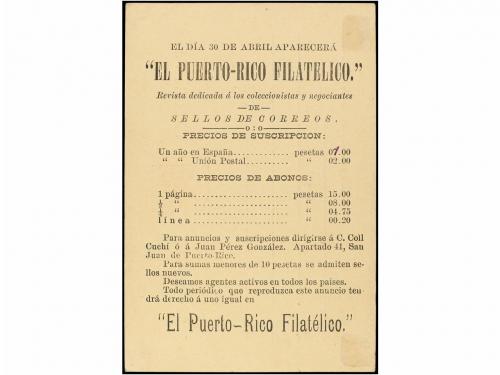 EL DÍA 30 DE ABRIL APARECERÁ
“EL PUERTO-RICO FILATELICO.”
Revista dedicada á los coleccionistas y negociantes
—DE—
SELLOS DE CORREOS.
———o:o———
PRECIOS DE SUSCRIPCION:
Un año en España............ pesetas 01.00
“ “ Unión Postal.......... “ 02.00
PRECIOS DE ABONOS:
1 página...................... pesetas 15.00
½ “ ...................... “ 08.00
¼ “ ...................... “ 04.75
línea...................... “ 00.20
Para anuncios y suscripciones dirigirse á C. Coll
Cuchí ó á Juan Pérez González. Apartado 41, San
Juan de Puerto-Rico.
Para sumas menores de 10 pesetas se admiten se-
llos nuevos.
Deseamos agentes activos en todos los países.
Todo periódico que reproduzca este anuncio ten
drá derecho á uno igual en
"El Puerto-Rico Filatélico."